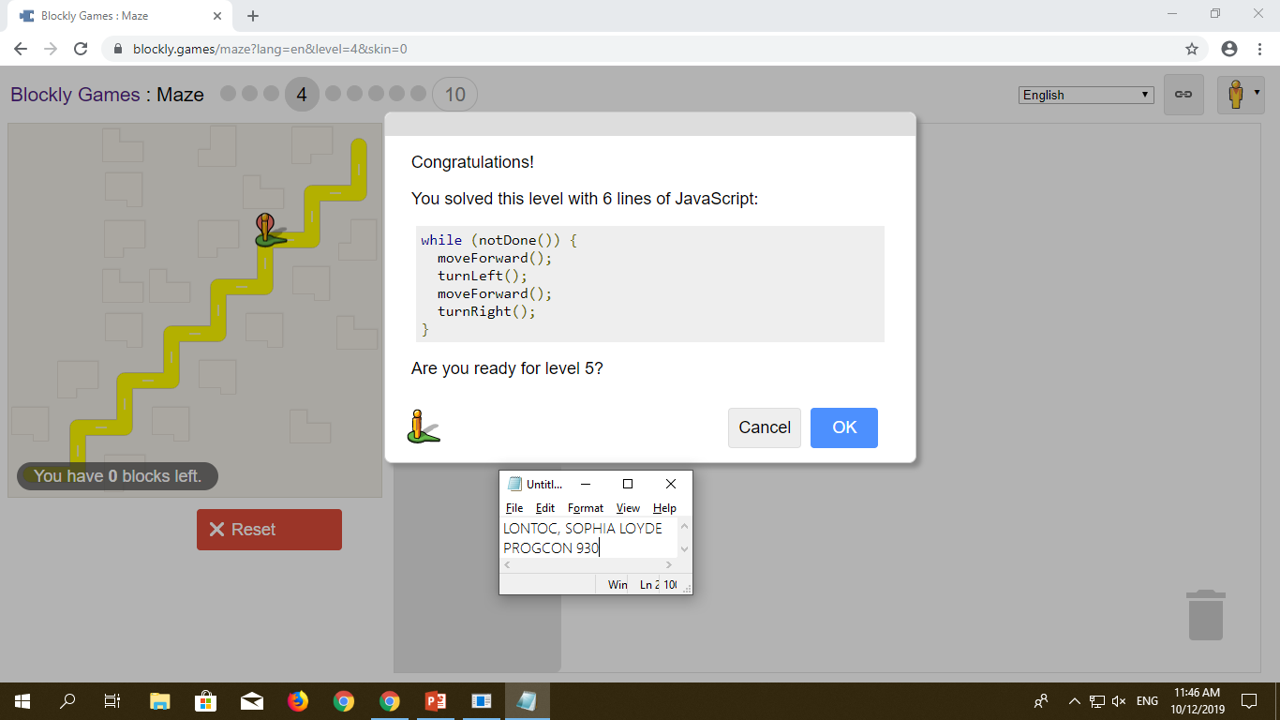 Blockly Games : Maze
blockly.games/maze?lang=en&level=4&skin=0
Blockly Games : Maze 4 10
English
Congratulations!
You solved this level with 6 lines of JavaScript:
while (notDone()) {
  moveForward();
  turnLeft();
  moveForward();
  turnRight();
}
Are you ready for level 5?
Cancel OK
You have 0 blocks left.
Reset
Untitl...
File Edit Format View Help
LONTOC, SOPHIA LOYDE
PROGCON 930
Win Ln 2 100
ENG
11:46 AM
10/12/2019